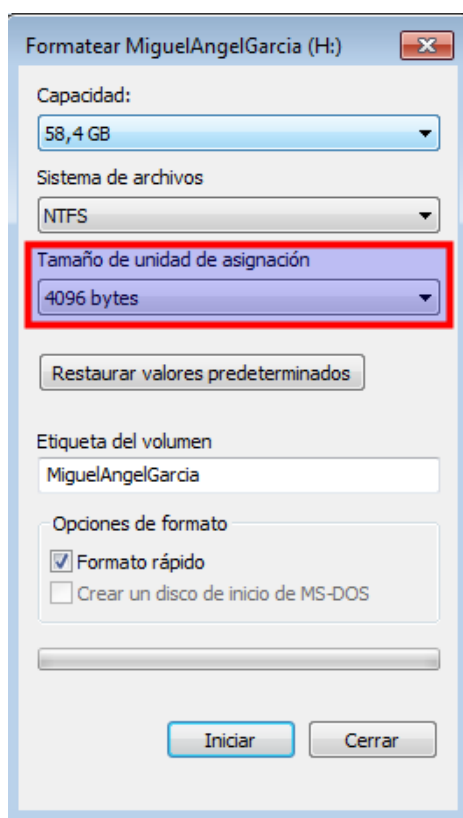 Formatear MiguelAngelGarcia (H:)
Capacidad:
58,4 GB
Sistema de archivos
NTFS
Tamaño de unidad de asignación
4096 bytes
Restaurar valores predeterminados
Etiqueta del volumen
MiguelAngelGarcia
Opciones de formato
Formato rápido
Crear un disco de inicio de MS-DOS
Iniciar Cerrar